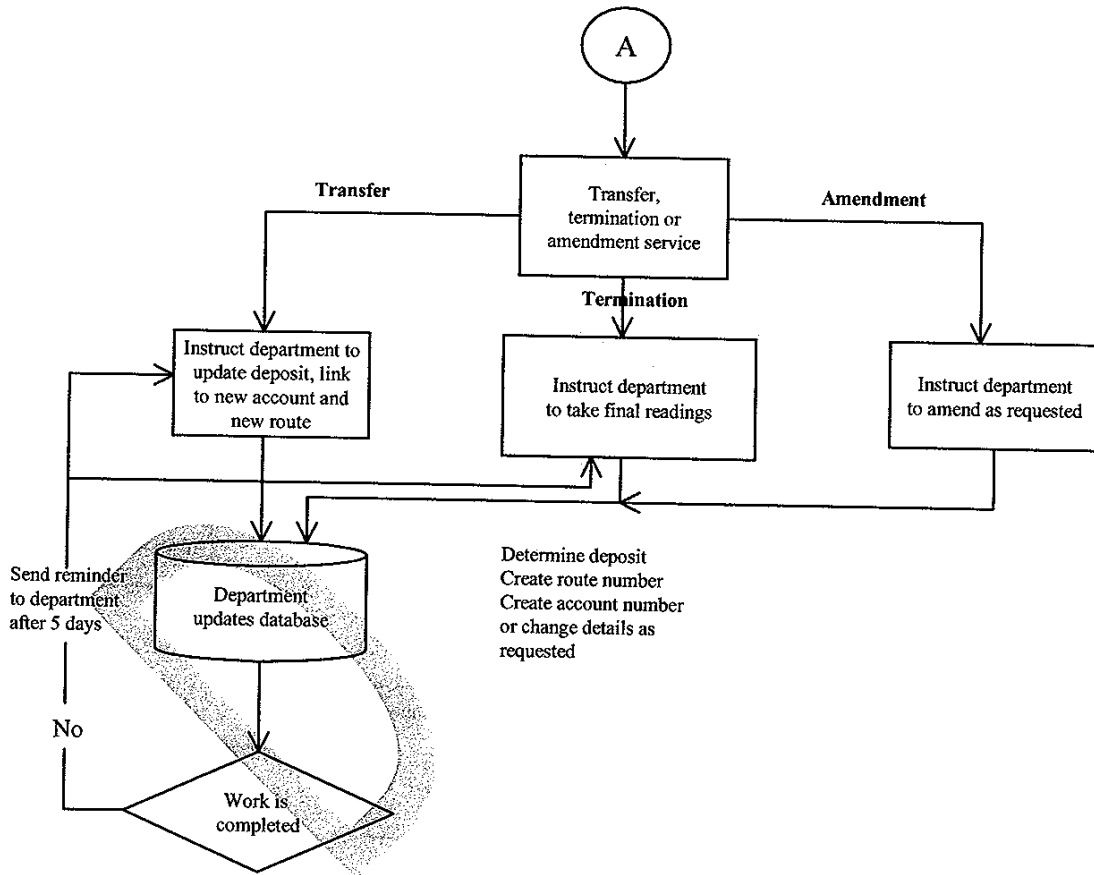 A
Transfer
Transfer,
termination or
amendment service
Amendment
Termination
Instruct department to
update deposit, link
to new account and
new route
Instruct department
to take final readings
Instruct department
to amend as requested
Send reminder
to department
after 5 days
Department
updates database
Determine deposit
Create route number
Create account number
or change details as
requested
No
Work is
completed